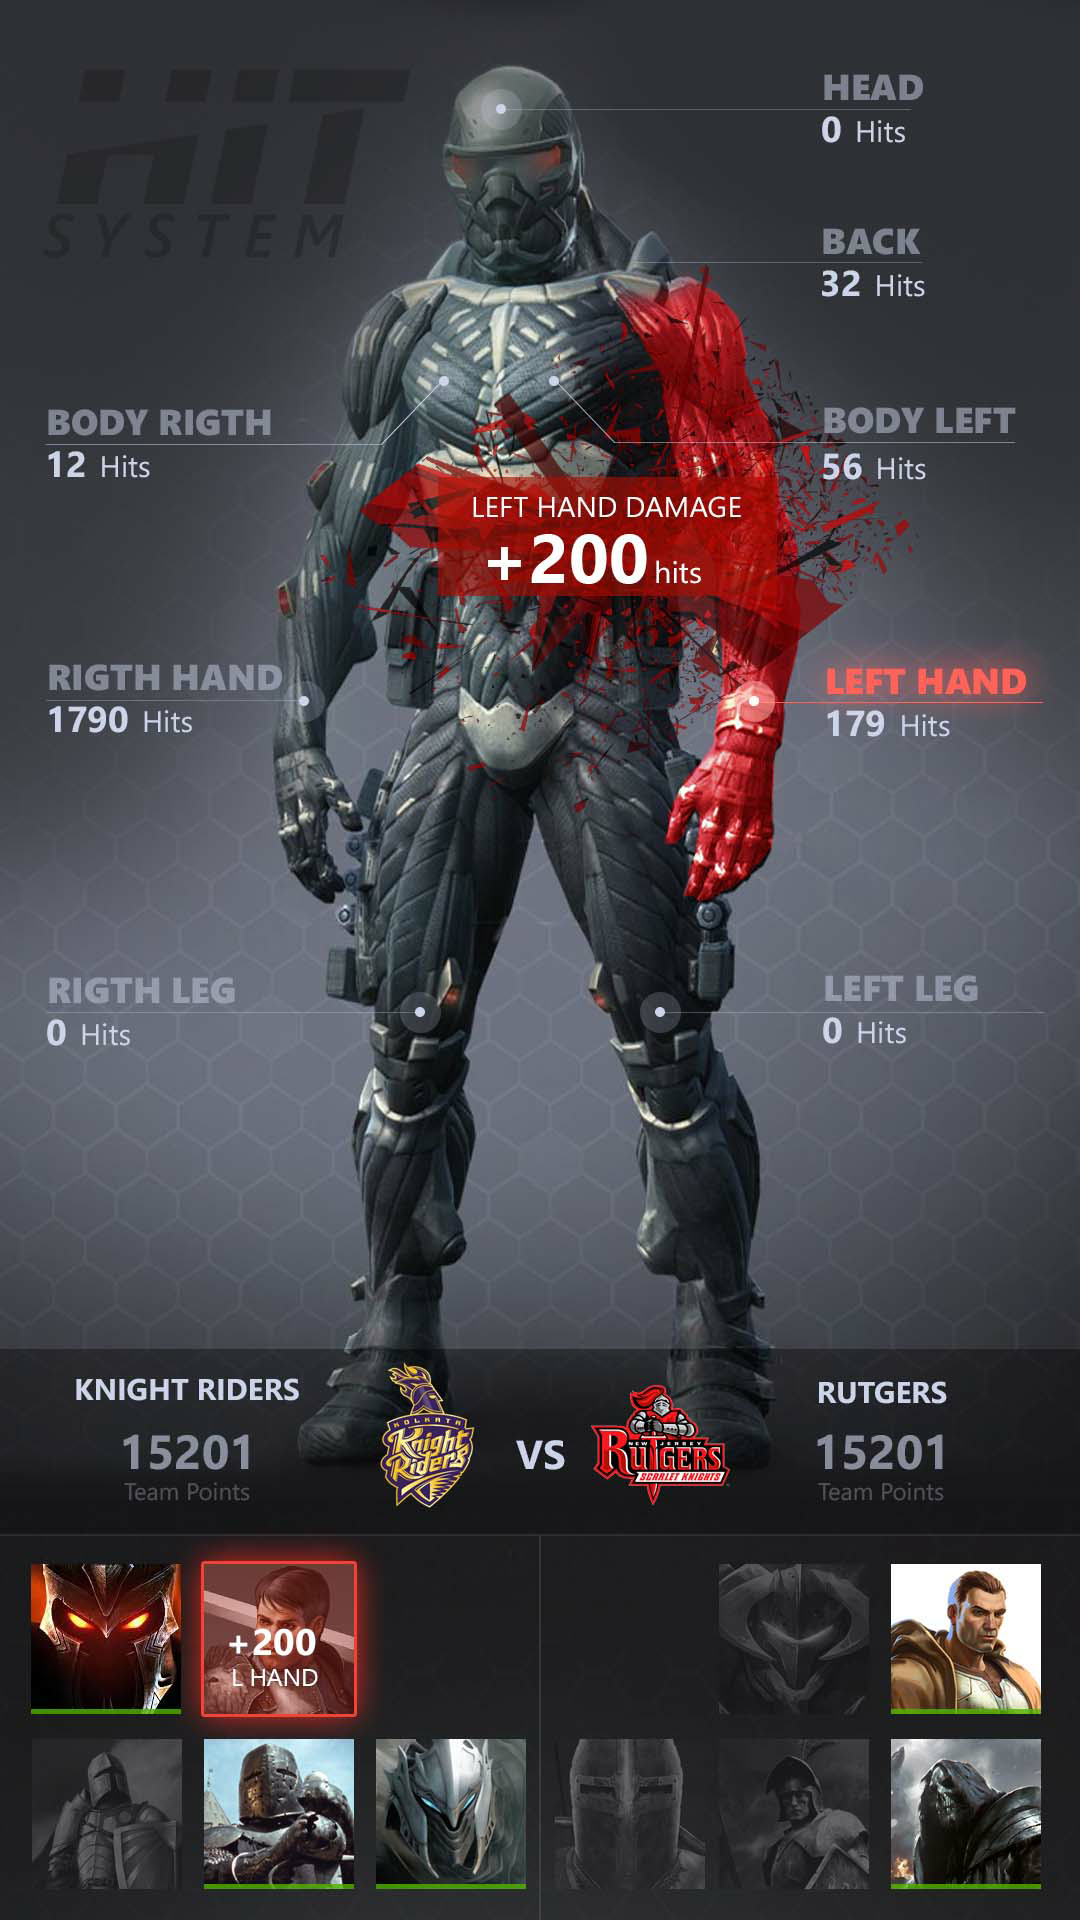 HIT
SYSTEM
HEAD
0 Hits
BACK
32 Hits
BODY RIGTH
12 Hits
BODY LEFT
56 Hits
LEFT HAND DAMAGE
+200 hits
RIGTH HAND
1790 Hits
LEFT HAND
179 Hits
RIGTH LEG
0 Hits
LEFT LEG
0 Hits
KNIGHT RIDERS
15201
Team Points
KOLKATA
Knight
Riders
VS
NEW JERSEY
RUTGERS
SCARLET KNIGHTS
RUTGERS
15201
Team Points
+200
L HAND